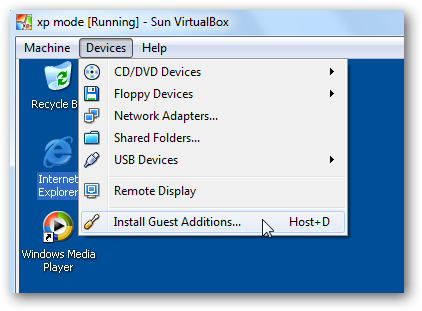 xp mode [Running] - Sun VirtualBox
Machine Devices Help
CD/DVD Devices
Floppy Devices
Network Adapters...
Shared Folders...
USB Devices
Remote Display
Install Guest Additions... Host+D
Recycle B
Internet
Explorer
Windows Media
Player